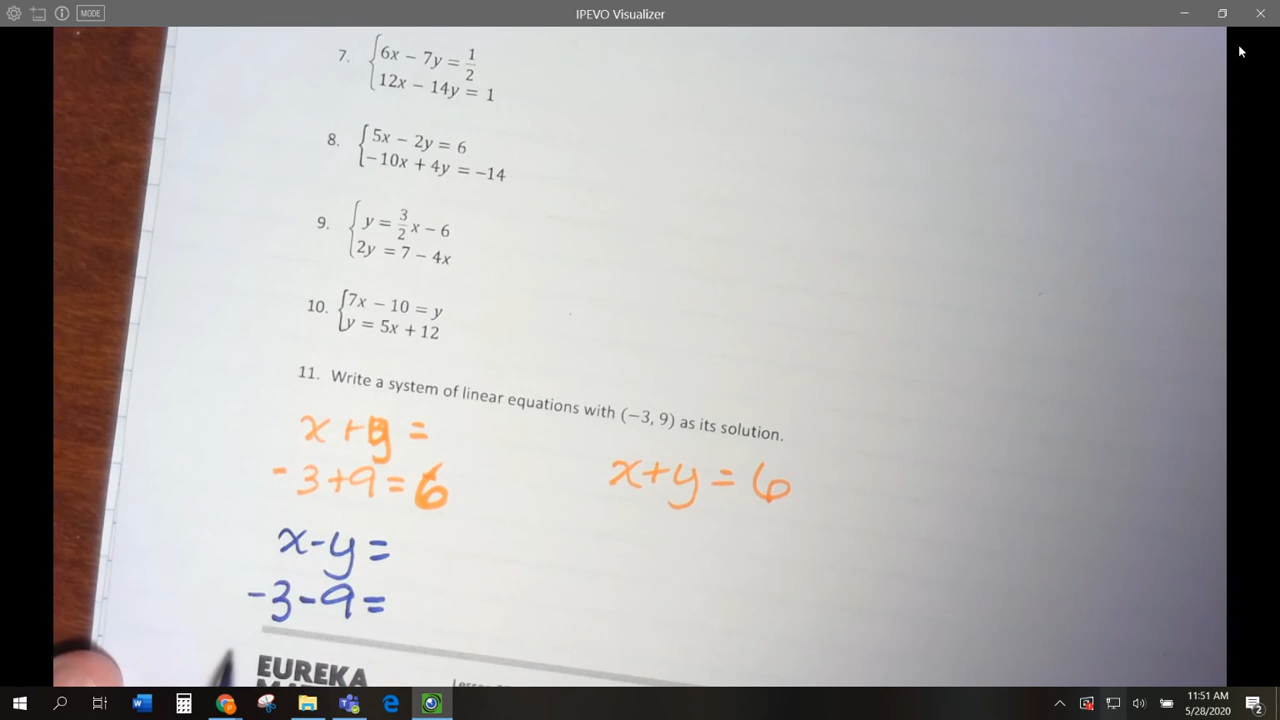 MODE
IPEVO Visualizer
7. 6x − 7y = 1/2
12x − 14y = 1
8. 5x − 2y = 6
−10x + 4y = −14
9. y = 3/2 x − 6
2y = 7 − 4x
10. 7x − 10 = y
y = 5x + 12
11. Write a system of linear equations with (−3, 9) as its solution.
x + y =
-3+9=6
x+y=6
x-y=
-3-9=
EUREKA
11:51 AM
5/28/2020
2